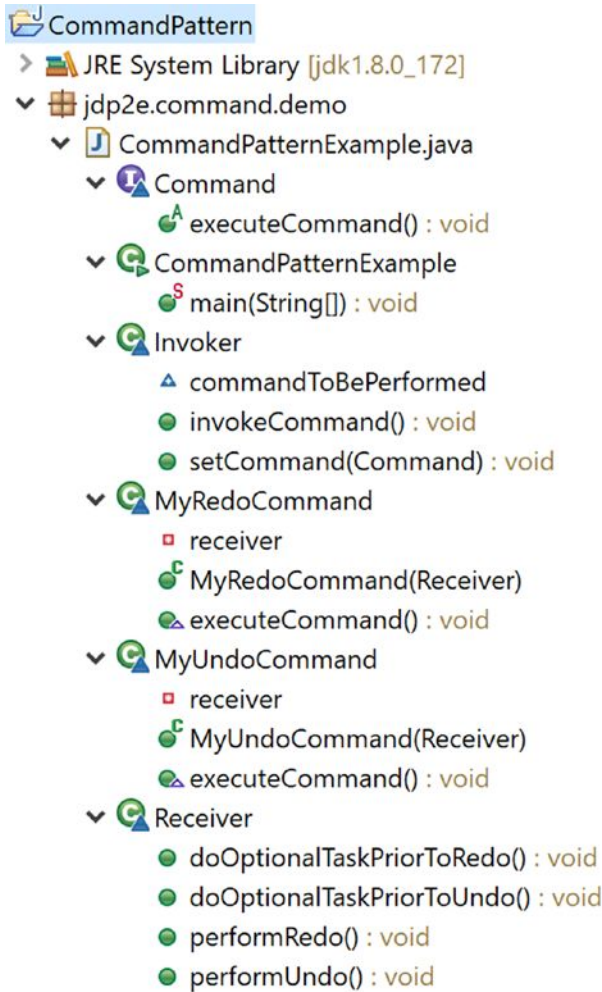 CommandPattern
JRE System Library [jdk1.8.0_172]
jdp2e.command.demo
J CommandPatternExample.java
I Command
A executeCommand() : void
C CommandPatternExample
S main(String[]) : void
C Invoker
commandToBePerformed
invokeCommand() : void
setCommand(Command) : void
C MyRedoCommand
receiver
C MyRedoCommand(Receiver)
executeCommand() : void
C MyUndoCommand
receiver
C MyUndoCommand(Receiver)
executeCommand() : void
C Receiver
doOptionalTaskPriorToRedo() : void
doOptionalTaskPriorToUndo() : void
performRedo() : void
performUndo() : void